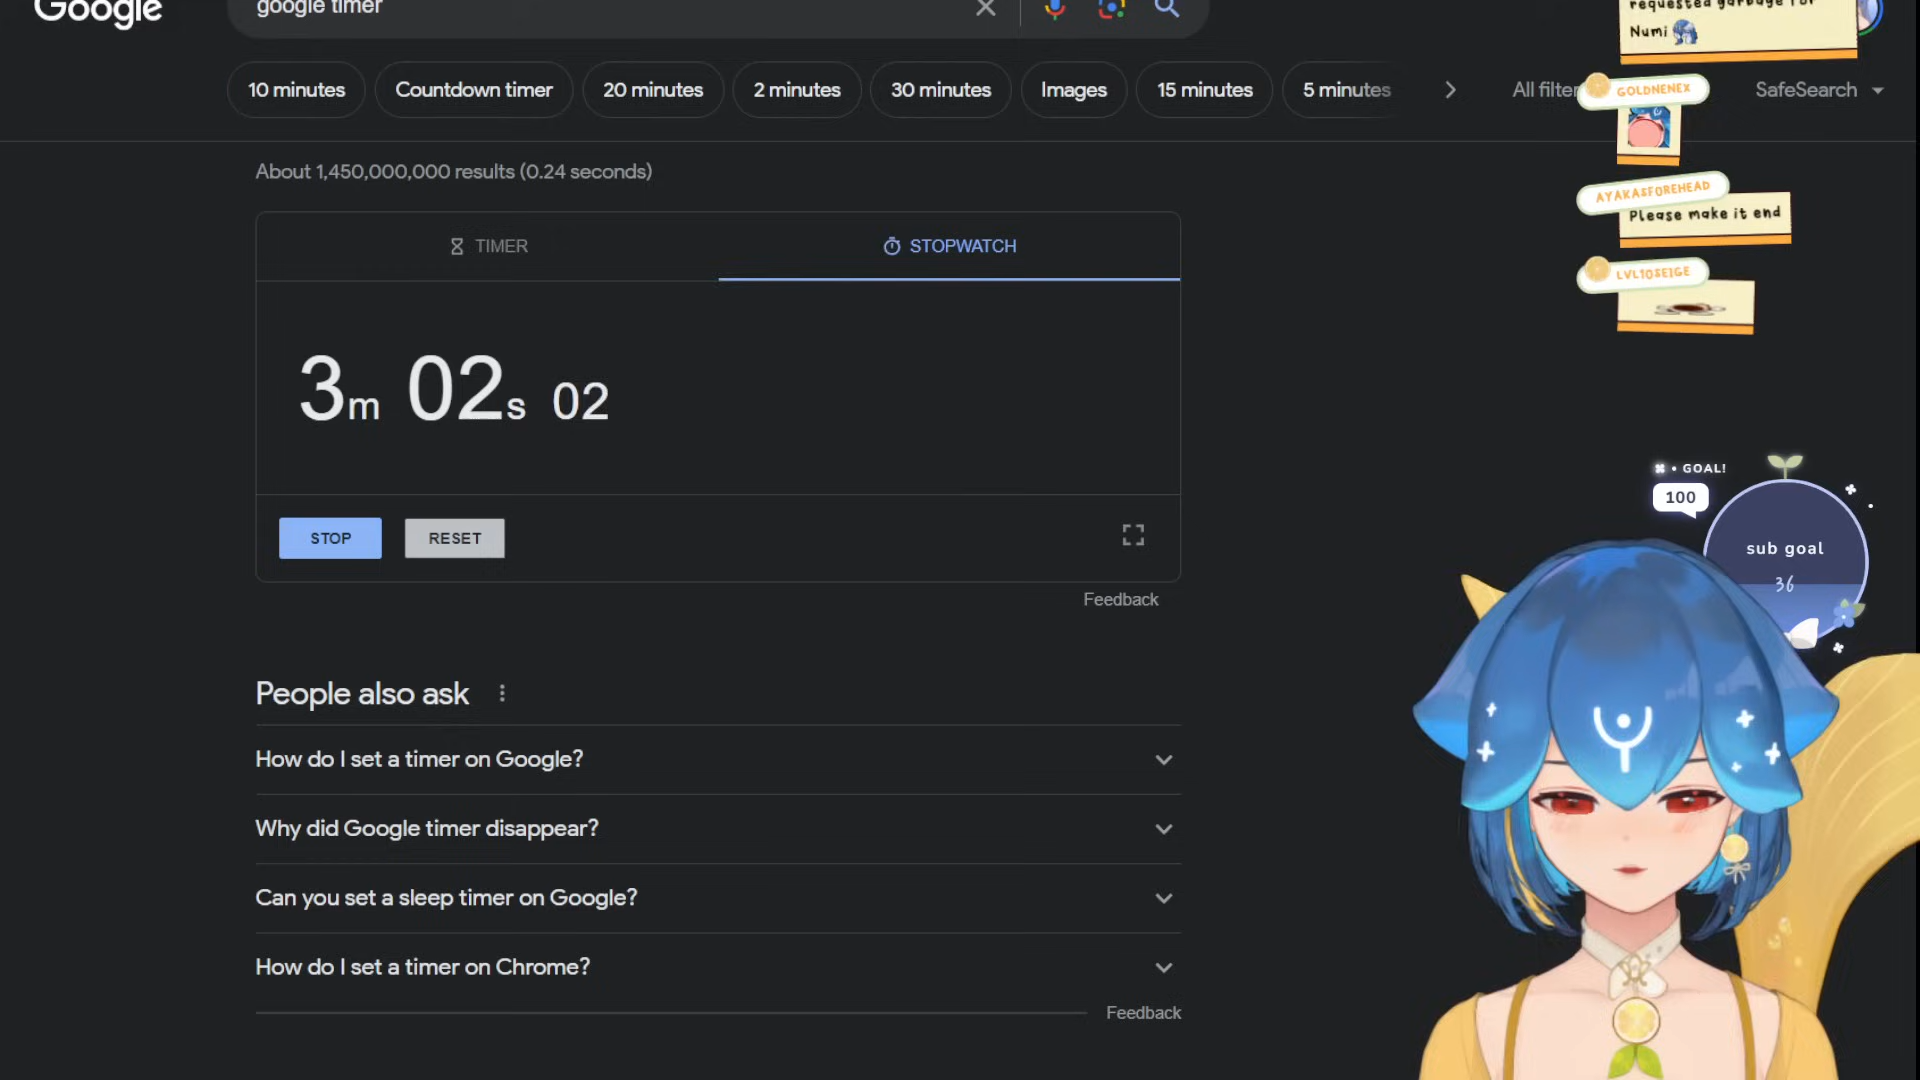 Google
google timer
requested garbage for
Numi
10 minutes
Countdown timer
20 minutes
2 minutes
30 minutes
Images
15 minutes
5 minutes
All filter
SafeSearch
GOLDNENEX
About 1,450,000,000 results (0.24 seconds)
AYAKASFOREHEAD
Please make it end
TIMER
STOPWATCH
LVL10SEIGE
3m 02s 02
• GOAL!
100
STOP
RESET
sub goal
36
Feedback
People also ask
How do I set a timer on Google?
Why did Google timer disappear?
Can you set a sleep timer on Google?
How do I set a timer on Chrome?
Feedback